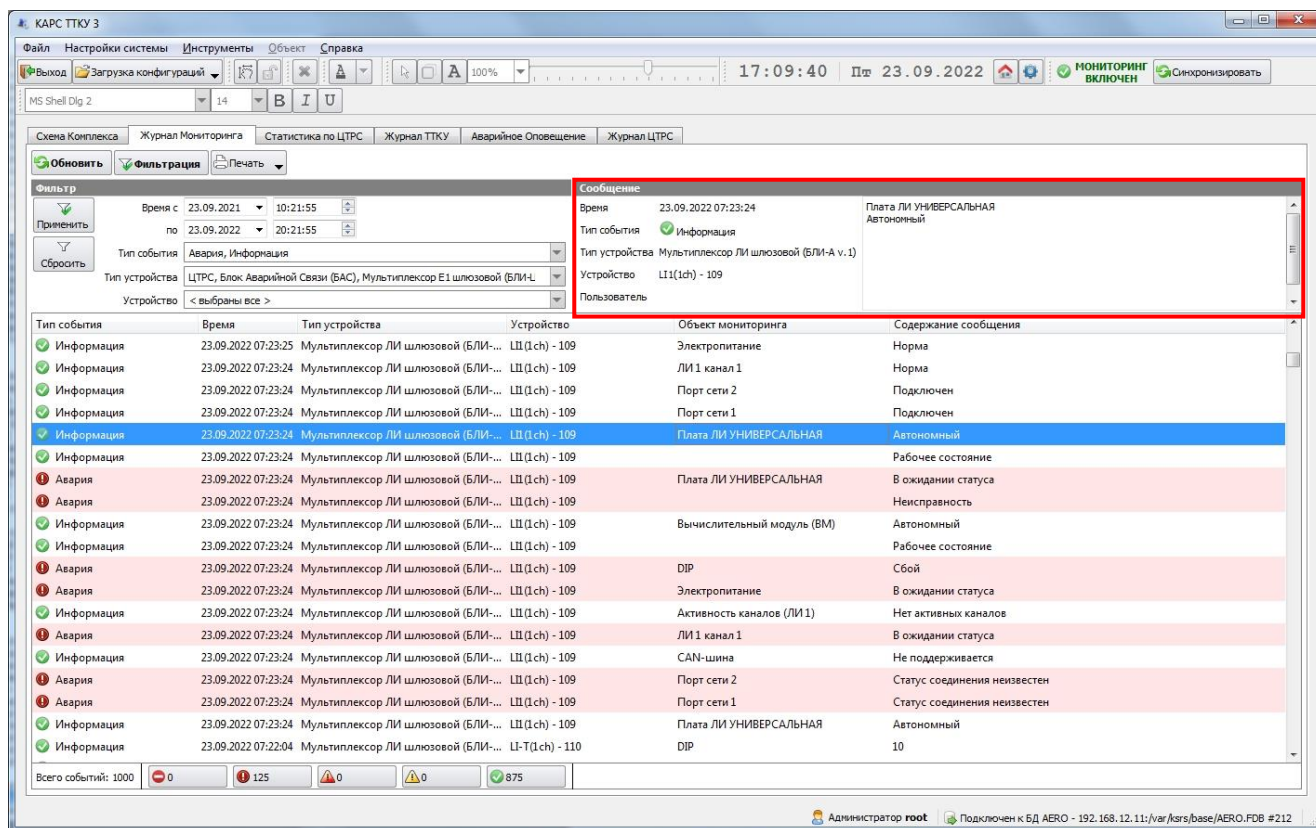 КАРС ТТКУ 3
Файл Настройки системы Инструменты Объект Справка
Выход Загрузка конфигураций A A 100% 17:09:40 Пт 23.09.2022 МОНИТОРИНГ ВКЛЮЧЕН Синхронизировать
MS Shell Dlg 2 14 B I U
Схема Комплекса Журнал Мониторинга Статистика по ЦТРС Журнал ТТКУ Аварийное Оповещение Журнал ЦТРС
Обновить Фильтрация Печать
Фильтр
Применить
Сбросить
Время с 23.09.2021 10:21:55
по 23.09.2022 20:21:55
Тип события Авария, Информация
Тип устройства ЦТРС, Блок Аварийной Связи (БАС), Мультиплексор E1 шлюзовой (БЛИ-Ц
Устройство < выбраны все >
Сообщение
Время 23.09.2022 07:23:24
Тип события Информация
Тип устройства Мультиплексор ЛИ шлюзовой (БЛИ-А v.1)
Устройство LI1(1ch) - 109
Пользователь
Плата ЛИ УНИВЕРСАЛЬНАЯ
Автономный
Тип события Время Тип устройства Устройство Объект мониторинга Содержание сообщения
Информация 23.09.2022 07:23:25 Мультиплексор ЛИ шлюзовой (БЛИ-... LI1(1ch) - 109 Электропитание Норма
Информация 23.09.2022 07:23:24 Мультиплексор ЛИ шлюзовой (БЛИ-... LI1(1ch) - 109 ЛИ 1 канал 1 Норма
Информация 23.09.2022 07:23:24 Мультиплексор ЛИ шлюзовой (БЛИ-... LI1(1ch) - 109 Порт сети 2 Подключен
Информация 23.09.2022 07:23:24 Мультиплексор ЛИ шлюзовой (БЛИ-... LI1(1ch) - 109 Порт сети 1 Подключен
Информация 23.09.2022 07:23:24 Мультиплексор ЛИ шлюзовой (БЛИ-... LI1(1ch) - 109 Плата ЛИ УНИВЕРСАЛЬНАЯ Автономный
Информация 23.09.2022 07:23:24 Мультиплексор ЛИ шлюзовой (БЛИ-... LI1(1ch) - 109 Рабочее состояние
Авария 23.09.2022 07:23:24 Мультиплексор ЛИ шлюзовой (БЛИ-... LI1(1ch) - 109 Плата ЛИ УНИВЕРСАЛЬНАЯ В ожидании статуса
Авария 23.09.2022 07:23:24 Мультиплексор ЛИ шлюзовой (БЛИ-... LI1(1ch) - 109 Неисправность
Информация 23.09.2022 07:23:24 Мультиплексор ЛИ шлюзовой (БЛИ-... LI1(1ch) - 109 Вычислительный модуль (ВМ) Автономный
Информация 23.09.2022 07:23:24 Мультиплексор ЛИ шлюзовой (БЛИ-... LI1(1ch) - 109 Рабочее состояние
Авария 23.09.2022 07:23:24 Мультиплексор ЛИ шлюзовой (БЛИ-... LI1(1ch) - 109 DIP Сбой
Авария 23.09.2022 07:23:24 Мультиплексор ЛИ шлюзовой (БЛИ-... LI1(1ch) - 109 Электропитание В ожидании статуса
Информация 23.09.2022 07:23:24 Мультиплексор ЛИ шлюзовой (БЛИ-... LI1(1ch) - 109 Активность каналов (ЛИ 1) Нет активных каналов
Авария 23.09.2022 07:23:24 Мультиплексор ЛИ шлюзовой (БЛИ-... LI1(1ch) - 109 ЛИ 1 канал 1 В ожидании статуса
Информация 23.09.2022 07:23:24 Мультиплексор ЛИ шлюзовой (БЛИ-... LI1(1ch) - 109 CAN-шина Не поддерживается
Авария 23.09.2022 07:23:24 Мультиплексор ЛИ шлюзовой (БЛИ-... LI1(1ch) - 109 Порт сети 2 Статус соединения неизвестен
Авария 23.09.2022 07:23:24 Мультиплексор ЛИ шлюзовой (БЛИ-... LI1(1ch) - 109 Порт сети 1 Статус соединения неизвестен
Информация 23.09.2022 07:23:24 Мультиплексор ЛИ шлюзовой (БЛИ-... LI1(1ch) - 109 Плата ЛИ УНИВЕРСАЛЬНАЯ Автономный
Информация 23.09.2022 07:22:04 Мультиплексор ЛИ шлюзовой (БЛИ-... LI-T(1ch) - 110 DIP 10
Всего событий: 1000 0 125 0 0 875
Администратор root Подключен к БД AERO - 192.168.12.11:/var/ksrs/base/AERO.FDB #212